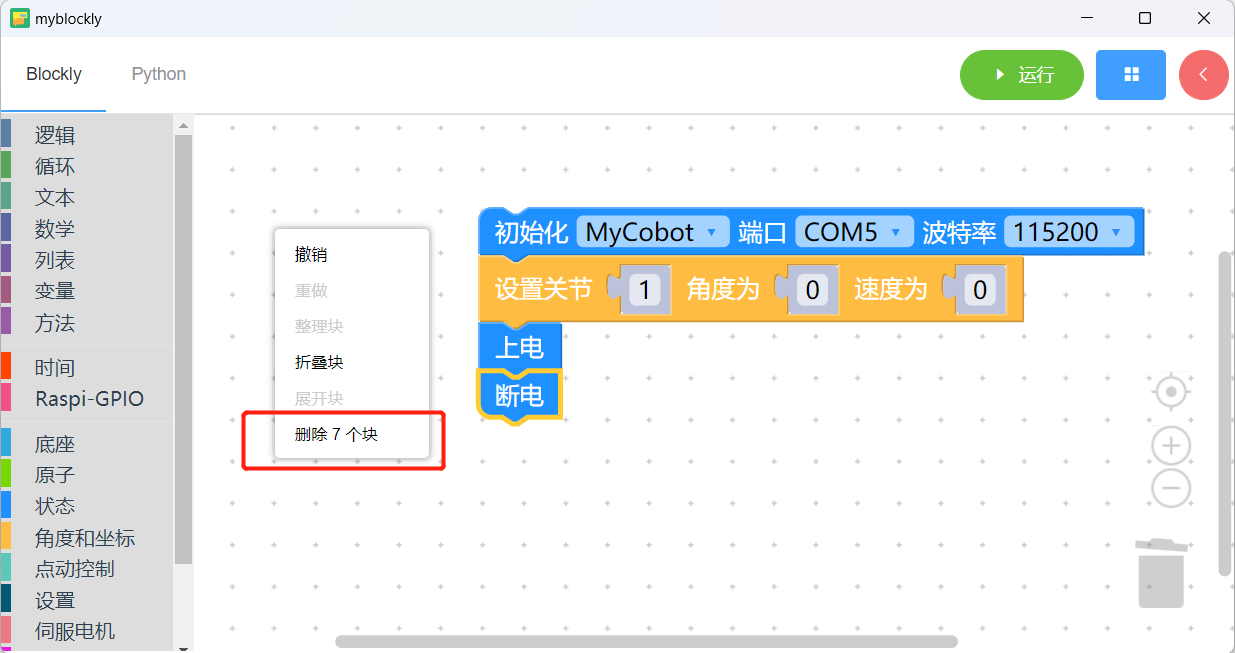 myblockly
Blockly Python
运行
逻辑
循环
文本
数学
列表
变量
方法
时间
Raspi-GPIO
底座
原子
状态
角度和坐标
点动控制
设置
伺服电机
撤销
重做
整理块
折叠块
展开块
删除 7 个块
初始化 MyCobot 端口 COM5 波特率 115200
设置关节 1 角度为 0 速度为 0
上电
断电